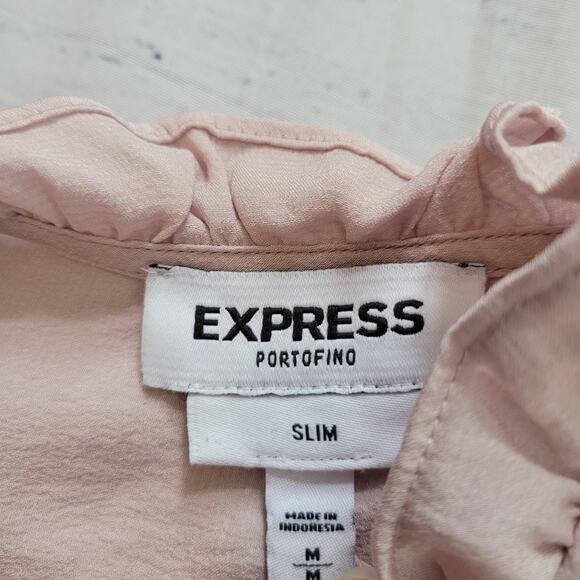 EXPRESS
PORTOFINO
SLIM
MADE IN
INDONESIA
M
M